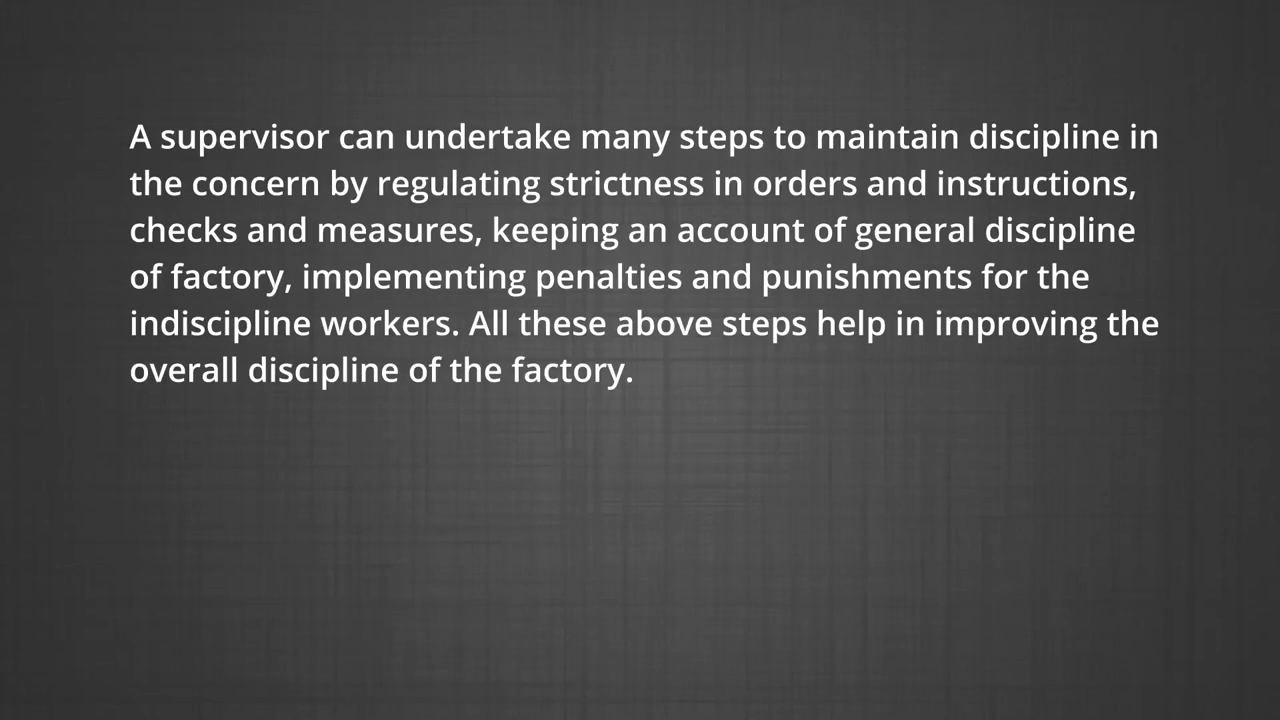 A supervisor can undertake many steps to maintain discipline in
the concern by regulating strictness in orders and instructions,
checks and measures, keeping an account of general discipline
of factory, implementing penalties and punishments for the
indiscipline workers. All these above steps help in improving the
overall discipline of the factory.